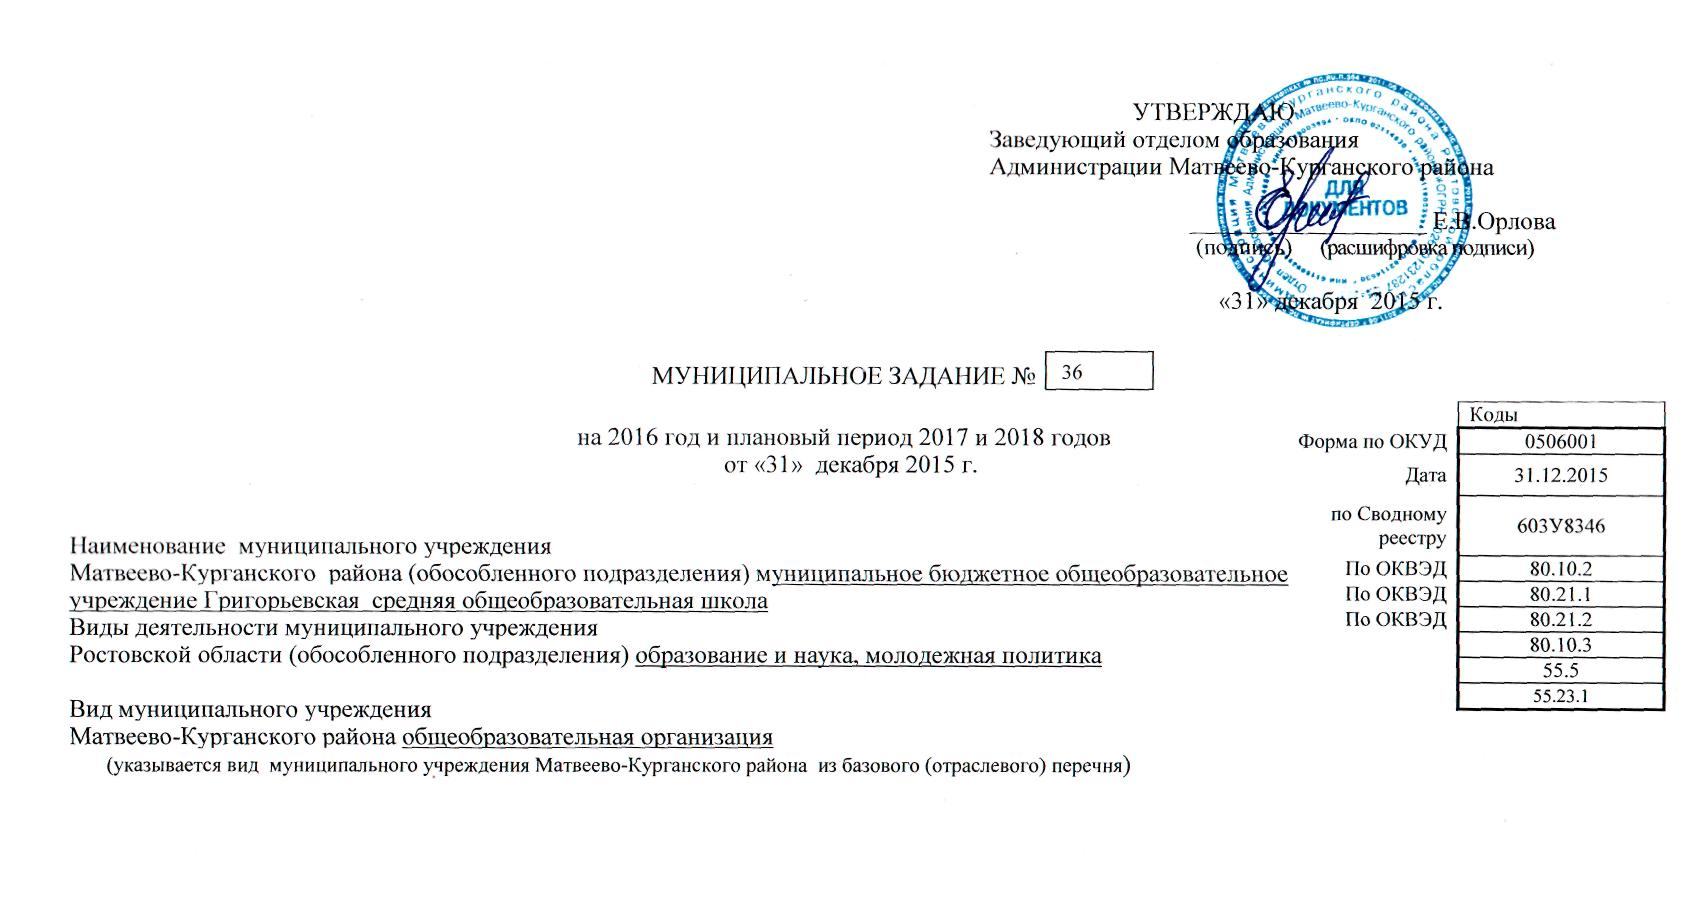 УТВЕРЖДАЮ
Заведующий отделом образования
Администрации Матвеево-Курганского района
ДЛЯ
ДОКУМЕНТОВ
Е.В.Орлова
(подпись) (расшифровка подписи)
«31» декабря 2015 г.
МУНИЦИПАЛЬНОЕ ЗАДАНИЕ № 36
на 2016 год и плановый период 2017 и 2018 годов
от «31» декабря 2015 г.
Коды
Форма по ОКУД 0506001
Дата 31.12.2015
по Сводному
реестру 603У8346
По ОКВЭД 80.10.2
По ОКВЭД 80.21.1
По ОКВЭД 80.21.2
80.10.3
55.5
55.23.1
Наименование муниципального учреждения
Матвеево-Курганского района (обособленного подразделения) муниципальное бюджетное общеобразовательное
учреждение Григорьевская средняя общеобразовательная школа
Виды деятельности муниципального учреждения
Ростовской области (обособленного подразделения) образование и наука, молодежная политика
Вид муниципального учреждения
Матвеево-Курганского района общеобразовательная организация
(указывается вид муниципального учреждения Матвеево-Курганского района из базового (отраслевого) перечня)